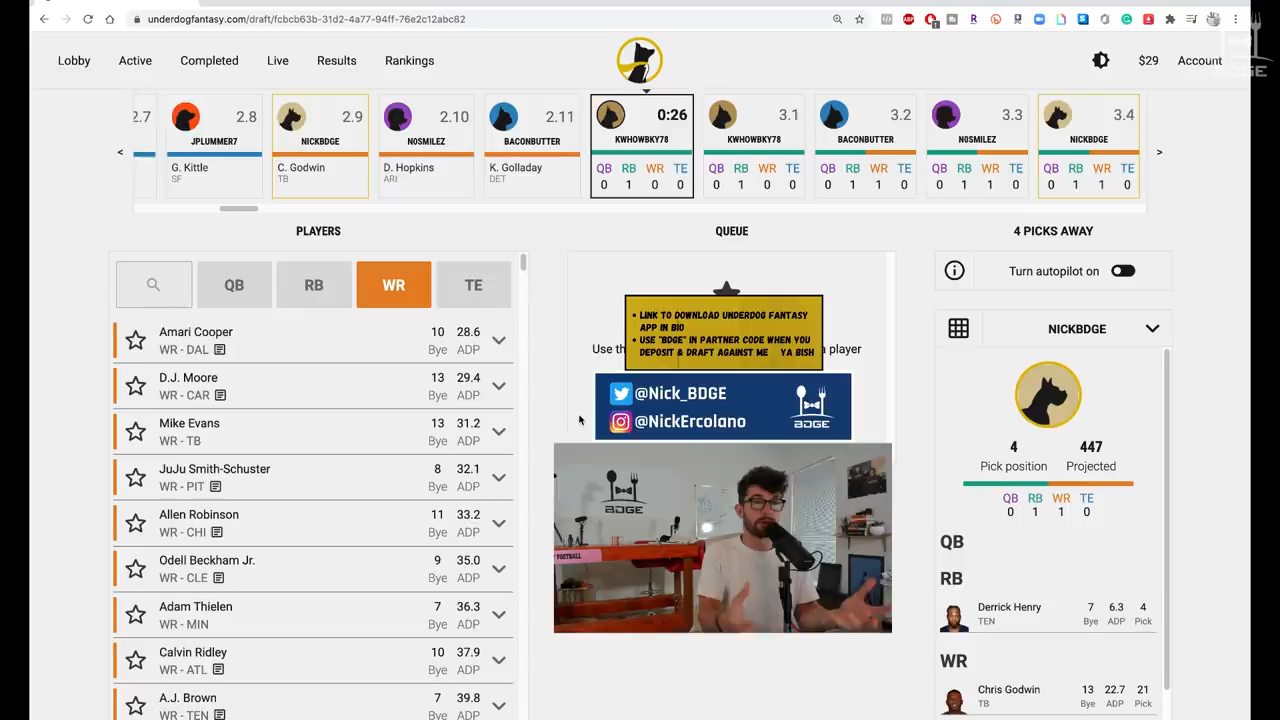 underdogfantasy.com/draft/fcbcb63b-31d2-4a77-94ff-76e2c12abc82
Lobby Active Completed Live Results Rankings $29 Account
BDGE
2.7 2.8 2.9 2.10 2.11 0:26 3.1 3.2 3.3 3.4
JPLUMMER7 NICKBDGE NOSMILEZ BACONBUTTER KWHOWBKY78 KWHOWBKY78 BACONBUTTER NOSMILEZ NICKBDGE
G. Kittle C. Godwin D. Hopkins K. Golladay QB RB WR TE QB RB WR TE QB RB WR TE QB RB WR TE QB RB WR TE
SF TB ARI DET 0 1 0 0 0 1 0 0 0 1 1 0 0 1 1 0 0 1 1 0
< >
PLAYERS QUEUE 4 PICKS AWAY
QB RB WR TE
Turn autopilot on
LINK TO DOWNLOAD UNDERDOG FANTASY
APP IN BIO
USE "BDGE" IN PARTNER CODE WHEN YOU
DEPOSIT & DRAFT AGAINST ME YA BISH
Use th a player
@Nick_BDGE
@NickErcolano
BDGE
BDGE
FOOTBALL
Amari Cooper 10 28.6
WR - DAL Bye ADP
D.J. Moore 13 29.4
WR - CAR Bye ADP
Mike Evans 13 31.2
WR - TB Bye ADP
JuJu Smith-Schuster 8 32.1
WR - PIT Bye ADP
Allen Robinson 11 33.2
WR - CHI Bye ADP
Odell Beckham Jr. 9 35.0
WR - CLE Bye ADP
Adam Thielen 7 36.3
WR - MIN Bye ADP
Calvin Ridley 10 37.9
WR - ATL Bye ADP
A.J. Brown 7 39.8
WR - TEN Bye ADP
NICKBDGE
4 447
Pick position Projected
QB RB WR TE
0 1 1 0
QB
RB
Derrick Henry 7 6.3 4
TEN Bye ADP Pick
WR
Chris Godwin 13 22.7 21
TB Bye ADP Pick